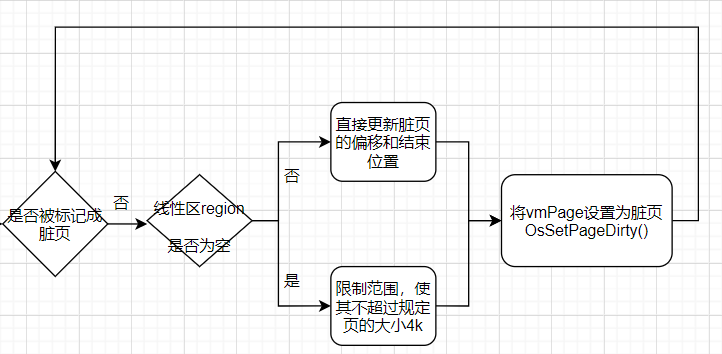 是否被标记成
脏页
否
线性区region
是否为空
否
直接更新脏页
的偏移和结束
位置
是
限制范围，使
其不超过规定
页的大小4k
将vmPage设置为脏页
OsSetPageDirty()